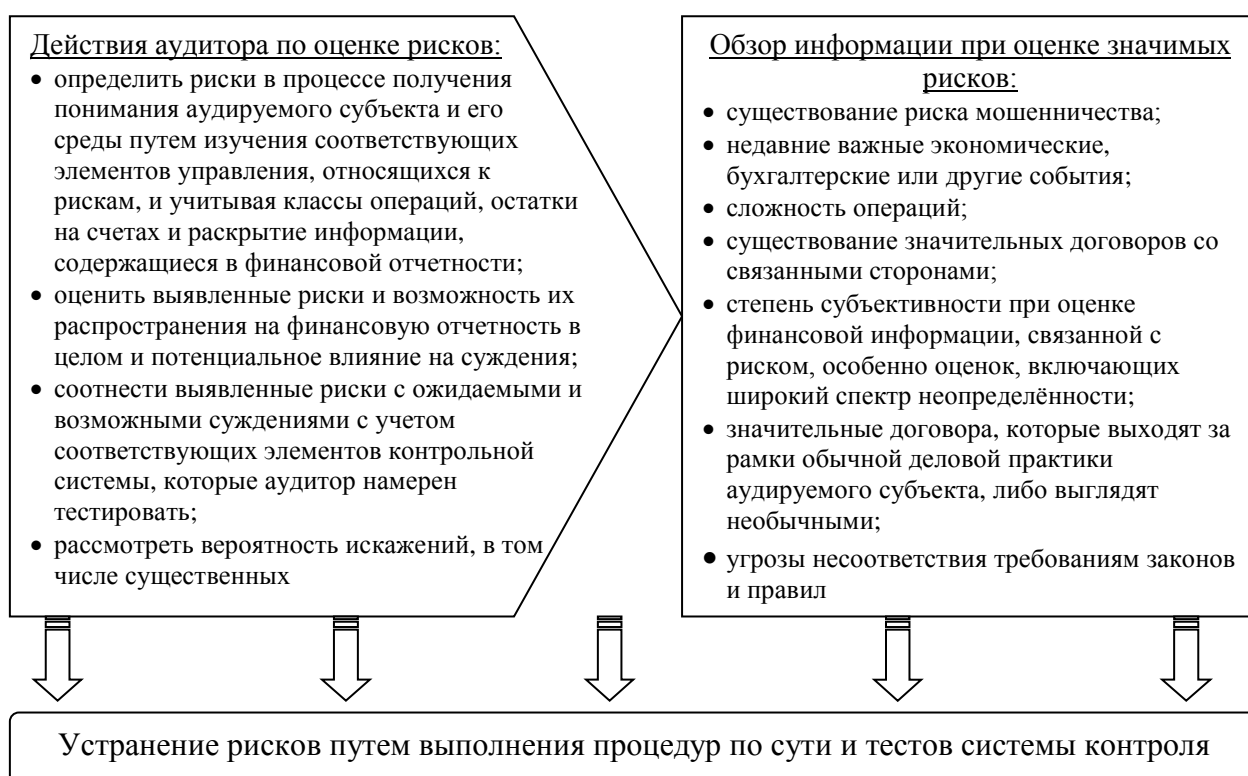 Действия аудитора по оценке рисков:
• определить риски в процессе получения
понимания аудируемого субъекта и его
среды путем изучения соответствующих
элементов управления, относящихся к
рискам, и учитывая классы операций, остатки
на счетах и раскрытие информации,
содержащиеся в финансовой отчетности;
• оценить выявленные риски и возможность их
распространения на финансовую отчетность в
целом и потенциальное влияние на суждения;
• соотнести выявленные риски с ожидаемыми и
возможными суждениями с учетом
соответствующих элементов контрольной
системы, которые аудитор намерен
тестировать;
• рассмотреть вероятность искажений, в том
числе существенных
Обзор информации при оценке значимых
рисков:
• существование риска мошенничества;
• недавние важные экономические,
бухгалтерские или другие события;
• сложность операций;
• существование значительных договоров со
связанными сторонами;
• степень субъективности при оценке
финансовой информации, связанной с
риском, особенно оценок, включающих
широкий спектр неопределённости;
• значительные договора, которые выходят за
рамки обычной деловой практики
аудируемого субъекта, либо выглядят
необычными;
• угрозы несоответствия требованиям законов
и правил
Устранение рисков путем выполнения процедур по сути и тестов системы контроля